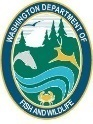 WASHINGTON DEPARTMENT OF
FISH AND WILDLIFE